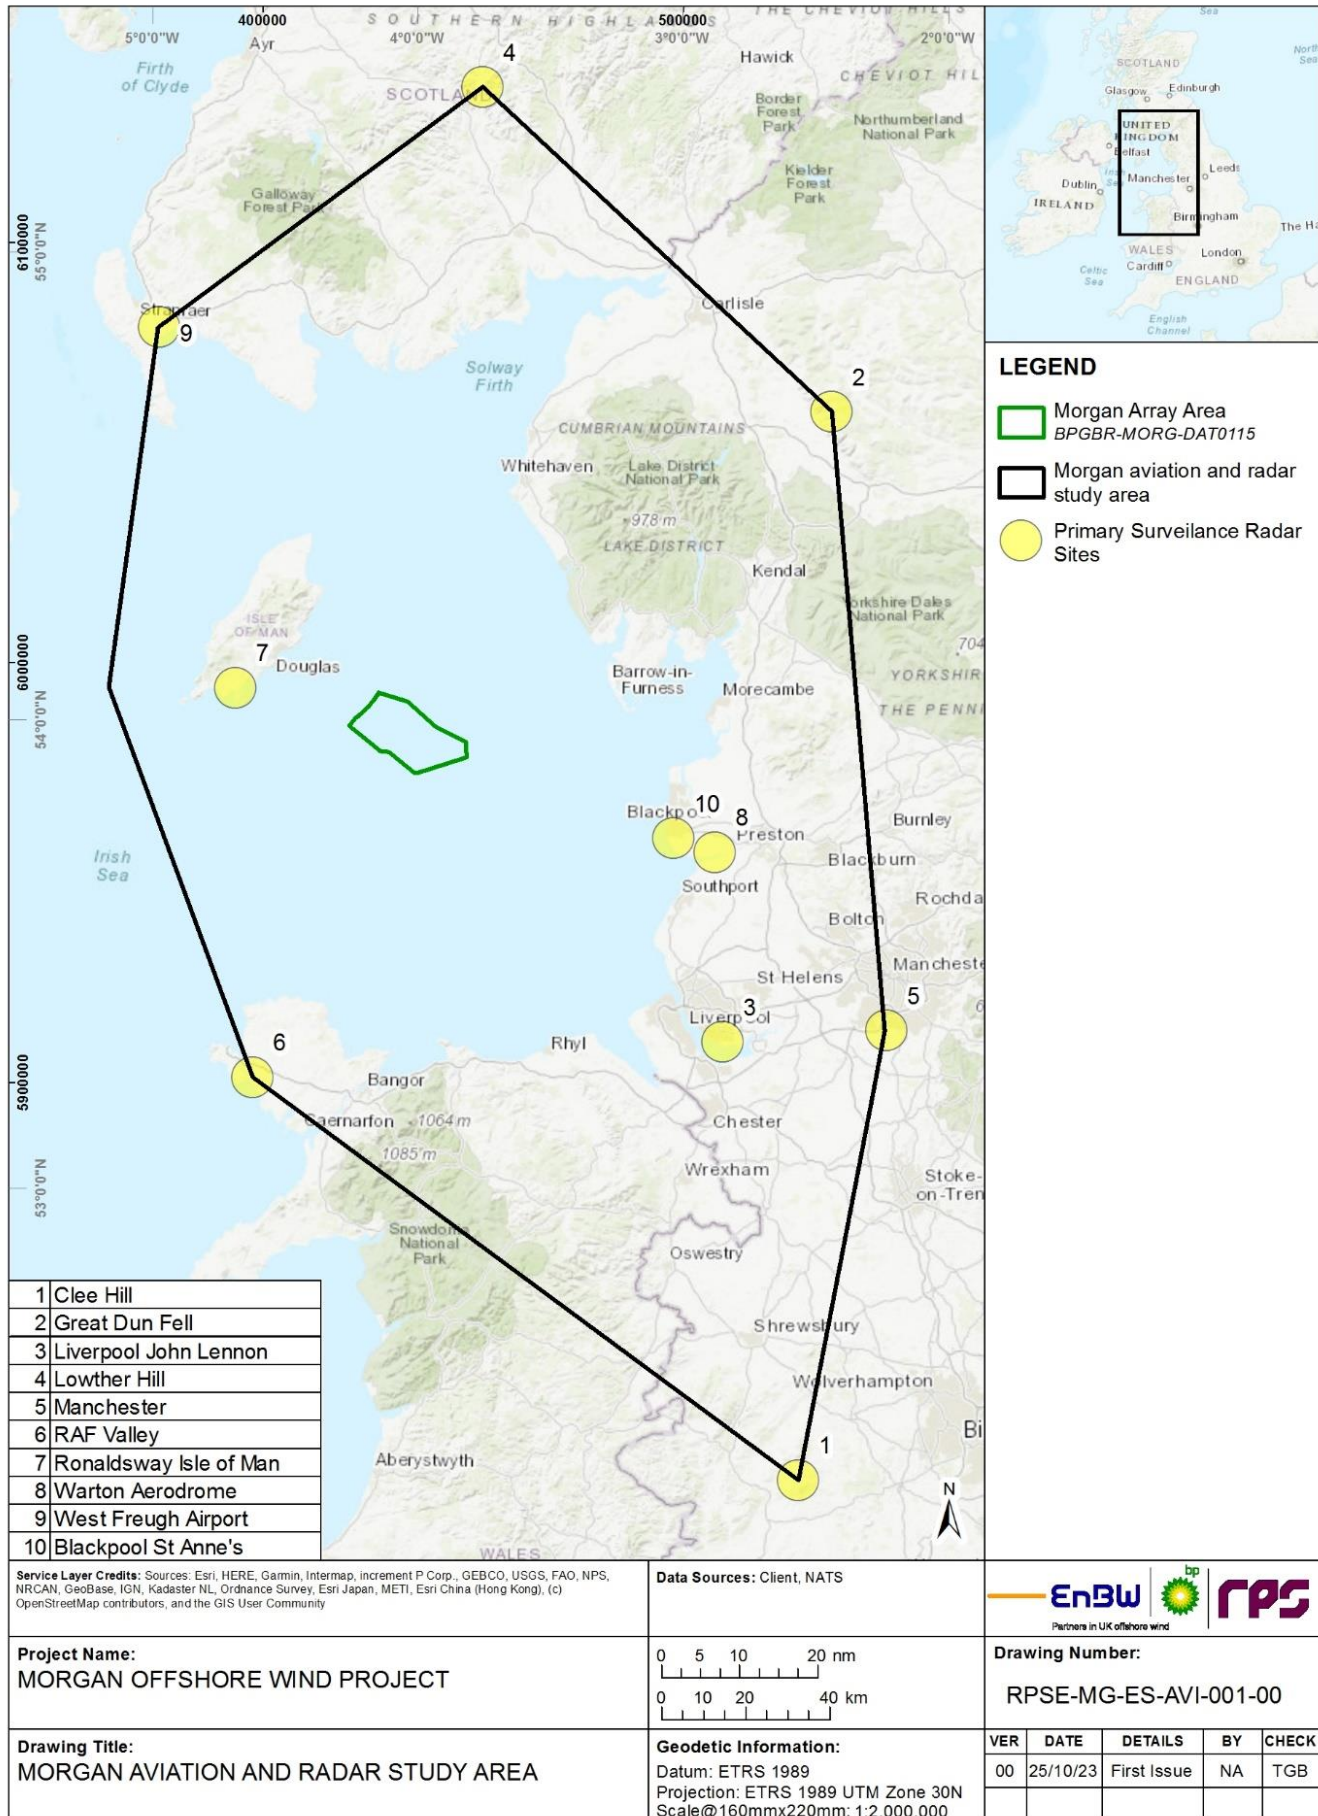 400000
500000
5°0'0"W
4°0'0"W
3°0'0"W
2°0'0"W
SOUTHERN HIGHLANDS
THE CHEVIOT HILLS
Ayr
4
Hawick
Firth
of Clyde
CHEVIOT HIL
SCOTLAND
Border
Forest
Park
Northumberland
National Park
Kielder
Forest
Park
Galloway
Forest Park
6100000
55°0'0"N
Stranraer
9
Carlisle
Solway
Firth
2
CUMBRIAN MOUNTAINS
Whitehaven
Lake District
National Park
978 m
LAKE DISTRICT
Kendal
Yorkshire Dales
National Park
ISLE
OF MAN
704
7
Douglas
6000000
54°0'0"N
Barrow-in-
Furness
Morecambe
YORKSHIR
THE PENNI
10
Blackpool
8
Preston
Burnley
Blackburn
Irish
Sea
Southport
Rochda
Bolton
St Helens
Mancheste
3
Liverpool
5
6
Rhyl
5900000
Bangor
Caernarfon
1064 m
Chester
1085 m
Wrexham
53°0'0"N
Stoke-
on-Tren
Snowdonia
National
Park
Oswestry
Shrewsbury
Wolverhampton
Bi
Aberystwyth
1
N
WALES
1 Clee Hill
2 Great Dun Fell
3 Liverpool John Lennon
4 Lowther Hill
5 Manchester
6 RAF Valley
7 Ronaldsway Isle of Man
8 Warton Aerodrome
9 West Freugh Airport
10 Blackpool St Anne's
Sea
North
Sea
SCOTLAND
Glasgow
Edinburgh
UNITED
KINGDOM
Belfast
Irish
Sea
Leeds
Dublin
Manchester
IRELAND
Birmingham
The Ha
WALES
London
Cardiff
Celtic
Sea
ENGLAND
English
Channel
LEGEND
Morgan Array Area
BPGBR-MORG-DAT0115
Morgan aviation and radar
study area
Primary Surveilance Radar
Sites
Service Layer Credits: Sources: Esri, HERE, Garmin, Intermap, increment P Corp., GEBCO, USGS, FAO, NPS,
NRCAN, GeoBase, IGN, Kadaster NL, Ordnance Survey, Esri Japan, METI, Esri China (Hong Kong), (c)
OpenStreetMap contributors, and the GIS User Community
Data Sources: Client, NATS
EnBW
Partners in UK offshore wind
bp
rps
Project Name:
MORGAN OFFSHORE WIND PROJECT
0 5 10 20 nm
0 10 20 40 km
Drawing Number:
RPSE-MG-ES-AVI-001-00
Drawing Title:
MORGAN AVIATION AND RADAR STUDY AREA
Geodetic Information:
Datum: ETRS 1989
Projection: ETRS 1989 UTM Zone 30N
Scale@160mmx220mm: 1:2,000,000
VER DATE DETAILS BY CHECK
00 25/10/23 First Issue NA TGB